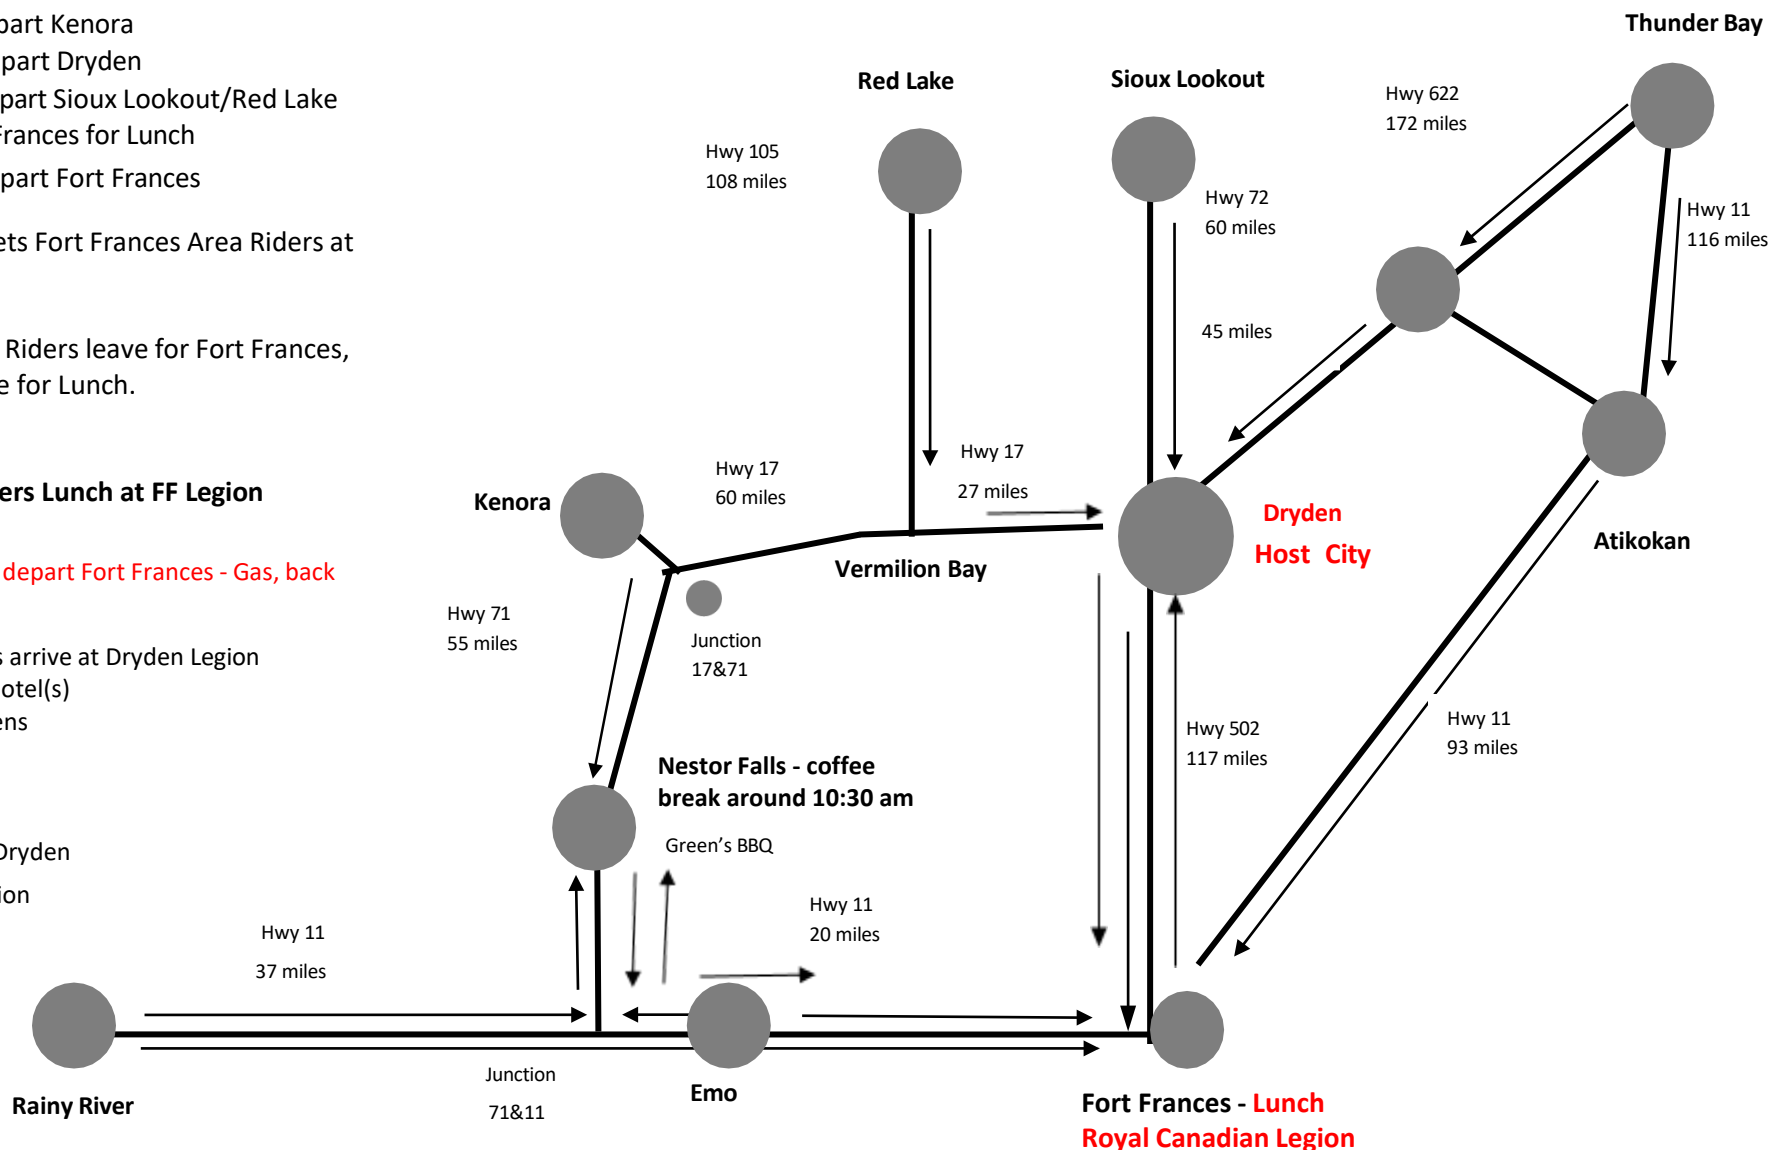 part Kenora
part Dryden
part Sioux Lookout/Red Lake
Frances for Lunch
part Fort Frances
ets Fort Frances Area Riders at
Riders leave for Fort Frances,
e for Lunch.
ers Lunch at FF Legion
depart Fort Frances - Gas, back
s arrive at Dryden Legion
otel(s)
ens
Dryden
ion
Thunder Bay
Red Lake
Sioux Lookout
Hwy 622
172 miles
Hwy 105
108 miles
Hwy 72
60 miles
Hwy 11
116 miles
45 miles
Kenora
Hwy 17
60 miles
Hwy 17
27 miles
Dryden
Host City
Atikokan
Vermilion Bay
Hwy 71
55 miles
Junction
17&71
Hwy 502
117 miles
Hwy 11
93 miles
Nestor Falls - coffee
break around 10:30 am
Green's BBQ
Hwy 11
20 miles
Hwy 11
37 miles
Junction
71&11
Rainy River
Emo
Fort Frances - Lunch
Royal Canadian Legion